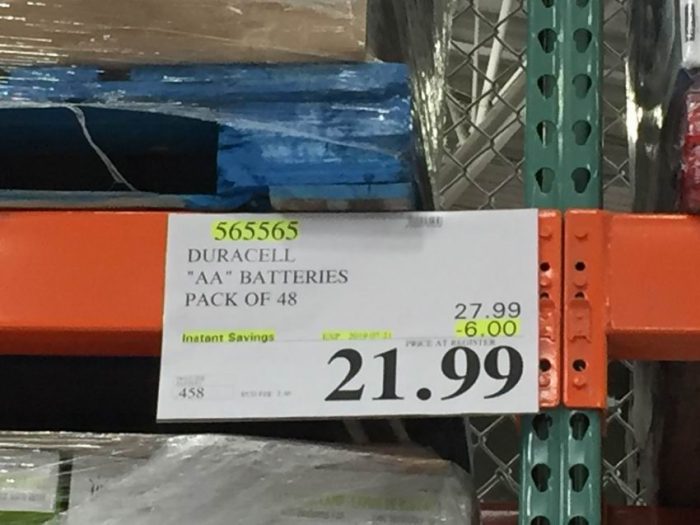 565565
DURACELL
"AA" BATTERIES
PACK OF 48
27.99
-6.00
Instant Savings
PRICE AT REGISTER
21.99
458